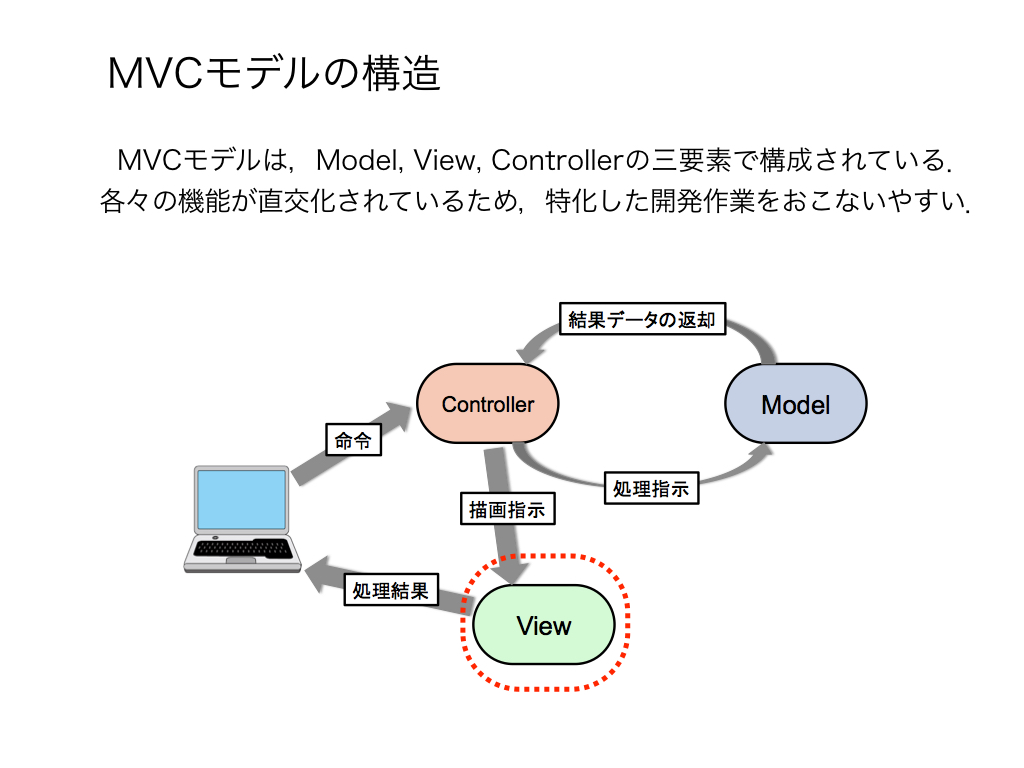 MVCモデルの構造
MVCモデルは，Model, View, Controllerの三要素で構成されている．
各々の機能が直交化されているため，特化した開発作業をおこないやすい．
結果データの返却
Controller
Model
命令
処理指示
描画指示
処理結果
View